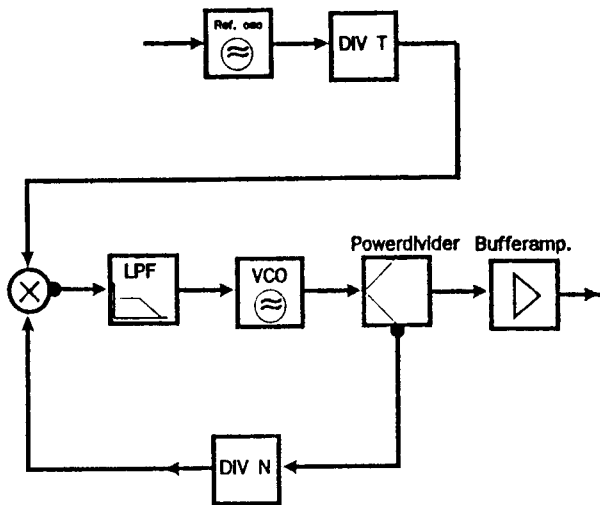 Ref. osc
DIV T
Powerdivider Bufferamp.
LPF
VCO
DIV N